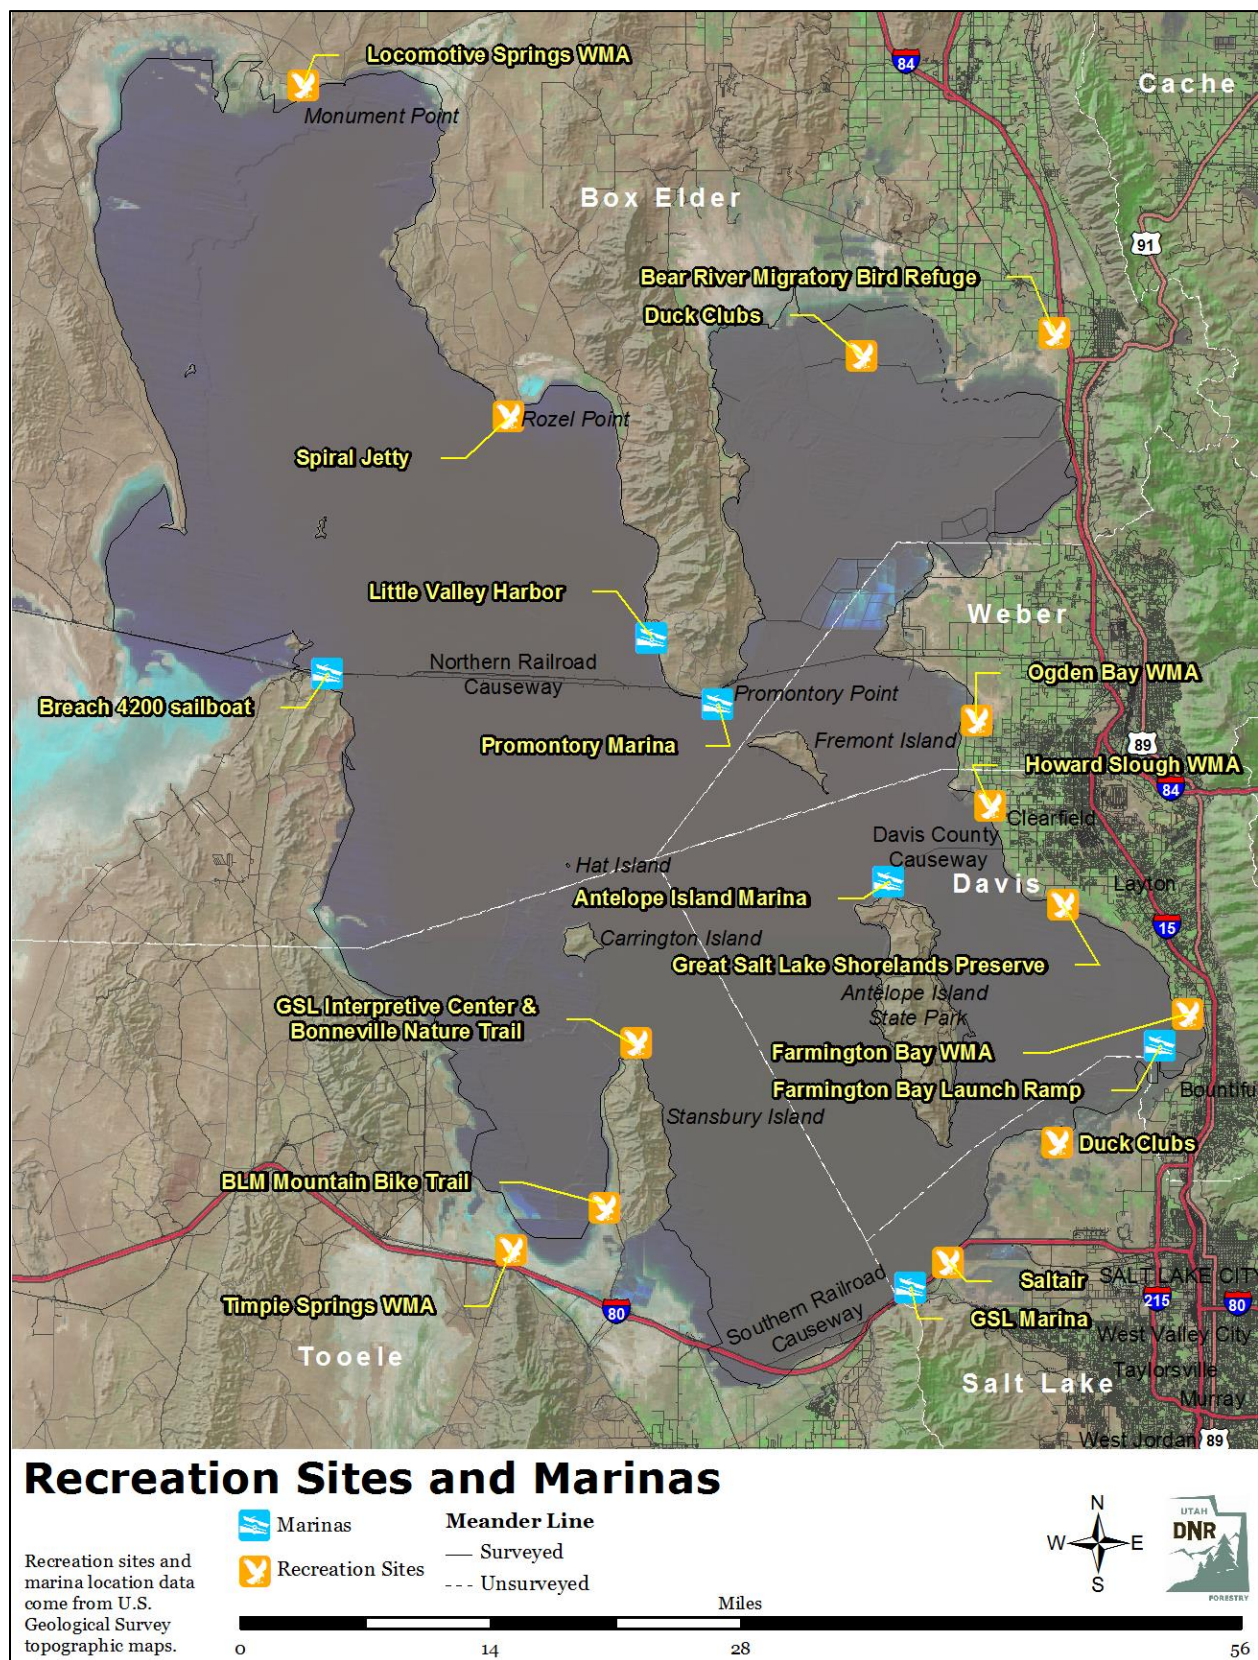 Locomotive Springs WMA
84
Cache
Monument Point
Box Elder
91
Bear River Migratory Bird Refuge
Duck Clubs
Rozel Point
Spiral Jetty
Little Valley Harbor
Weber
Northern Railroad
Causeway
Ogden Bay WMA
Breach 4200 sailboat
Promontory Point
Promontory Marina
Fremont Island
89
Howard Slough WMA
84
Clearfield
Davis County
Causeway
Hat Island
Davis
Layton
Antelope Island Marina
15
Carrington Island
Great Salt Lake Shorelands Preserve
Antelope Island
State Park
GSL Interpretive Center &
Bonneville Nature Trail
Farmington Bay WMA
Farmington Bay Launch Ramp
Bountifu
Stansbury Island
Duck Clubs
BLM Mountain Bike Trail
Saltair
SALT LAKE CITY
Timpie Springs WMA
80
215
80
Southern Railroad
Causeway
GSL Marina
West Valley City
Tooele
Salt Lake
Taylorsville
Murray
West Jordan
89
Recreation Sites and Marinas
Marinas
Recreation Sites
Meander Line
Surveyed
Unsurveyed
Recreation sites and
marina location data
come from U.S.
Geological Survey
topographic maps.
N
W
E
S
UTAH
DNR
FORESTRY
Miles
0
14
28
56